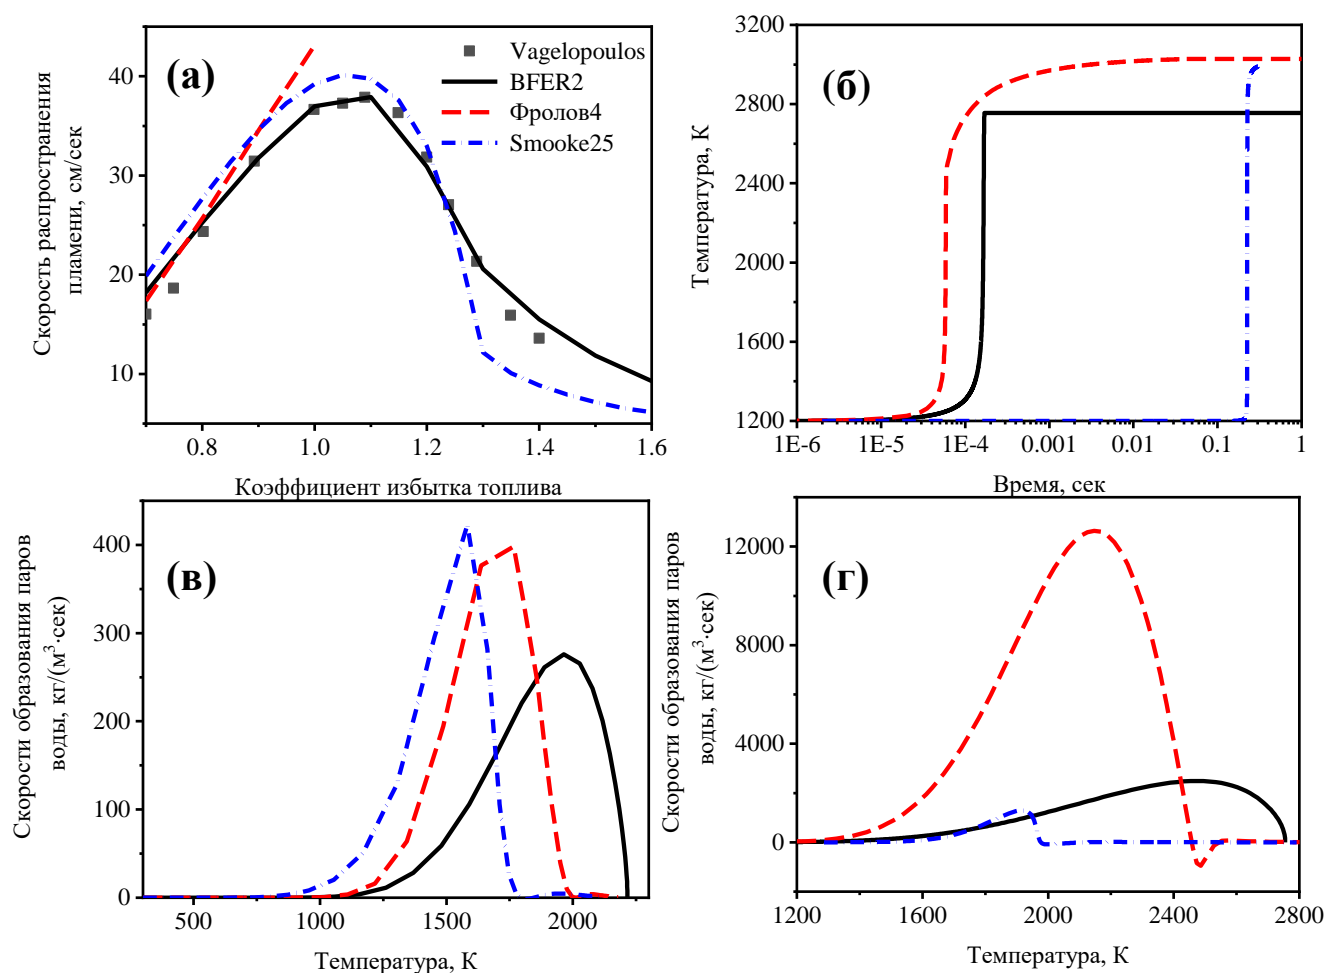 (а)
Vagelopoulos
BFER2
Фролов4
Smooke25
40
30
20
10
0.8
1.0
1.2
1.4
1.6
Скорость распространения
пламени, см/сек
Коэффициент избытка топлива
(б)
3200
2800
2400
2000
1600
1200
1E-6
1E-5
1E-4
0.001
0.01
0.1
1
Температура, К
Время, сек
(в)
400
300
200
100
0
500
1000
1500
2000
Скорости образования паров
воды, кг/(м³·сек)
Температура, К
(г)
12000
8000
4000
0
1200
1600
2000
2400
2800
Скорости образования паров
воды, кг/(м³·сек)
Температура, К